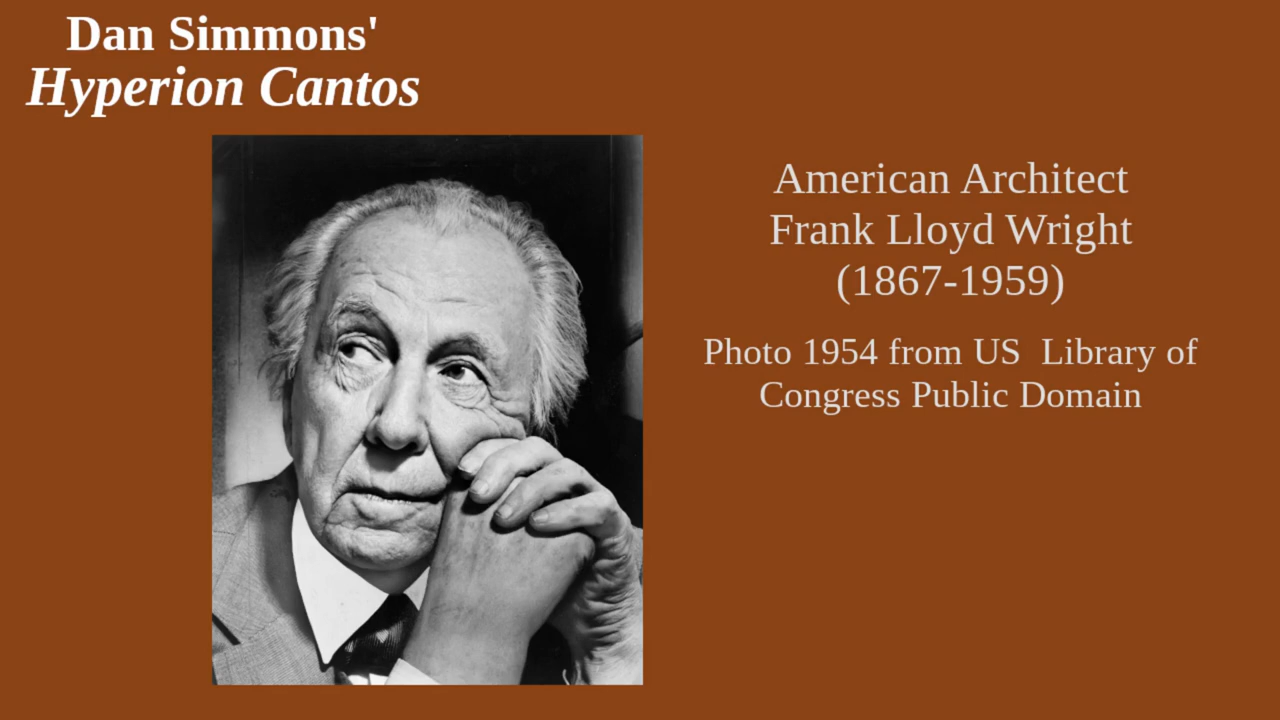 Dan Simmons'
Hyperion Cantos
American Architect
Frank Lloyd Wright
(1867-1959)
Photo 1954 from US  Library of
Congress Public Domain